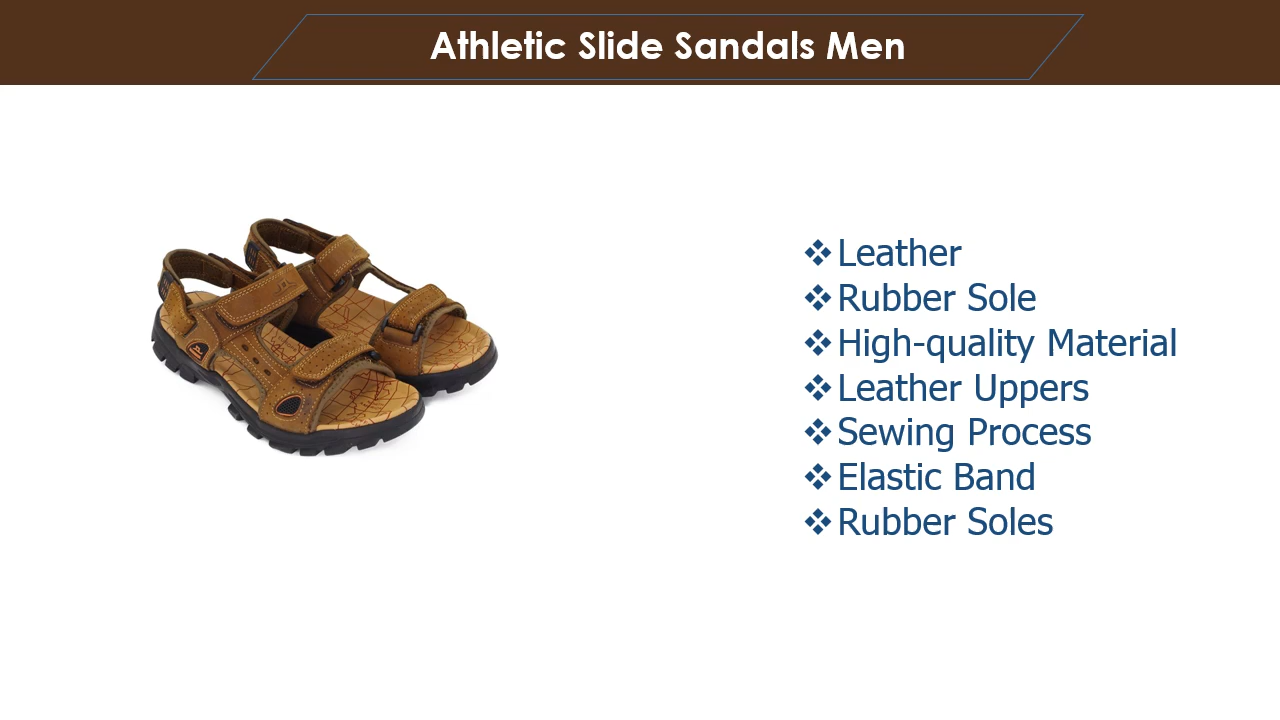 Athletic Slide Sandals Men
Leather
Rubber Sole
High-quality Material
Leather Uppers
Sewing Process
Elastic Band
Rubber Soles